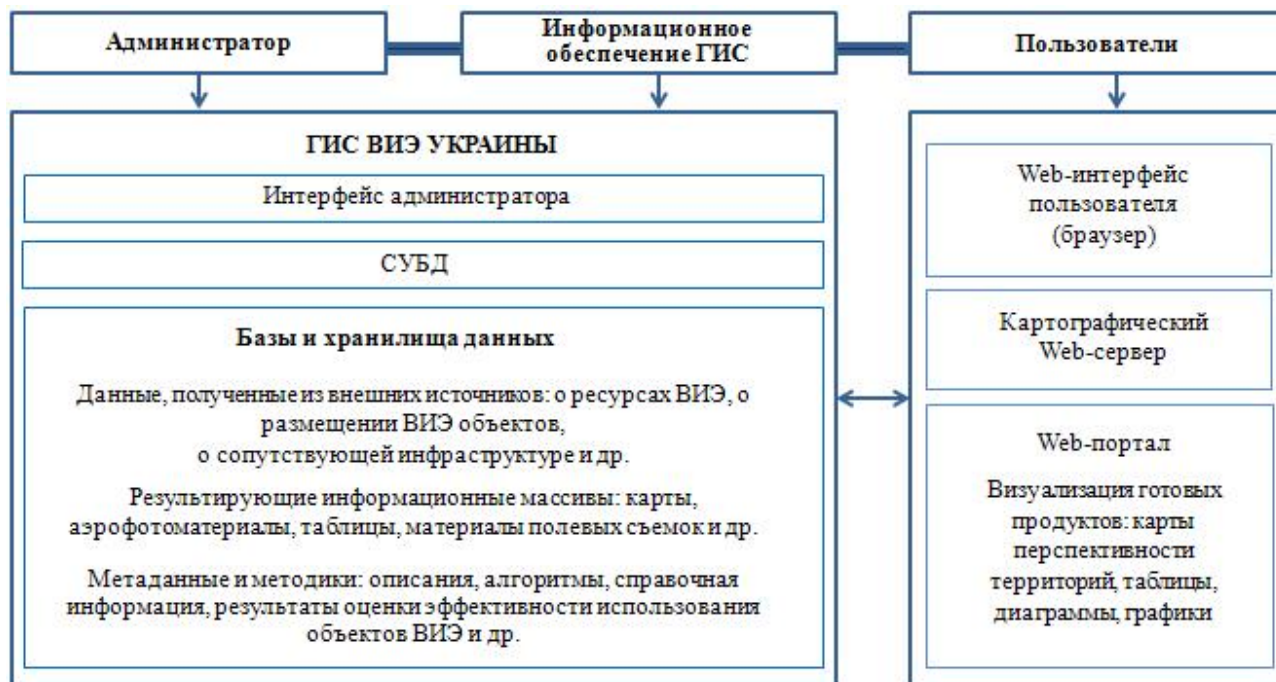 Администратор
Информационное
обеспечение ГИС
Пользователи
ГИС ВИЭ УКРАИНЫ
Интерфейс администратора
СУБД
Базы и хранилища данных
Данные, полученные из внешних источников: о ресурсах ВИЭ, о
размещении ВИЭ объектов,
о сопутствующей инфраструктуре и др.
Результирующие информационные массивы: карты,
аэрофотоматериалы, таблицы, материалы полевых съемок и др.
Метаданные и методики: описания, алгоритмы, справочная
информация, результаты оценки эффективности использования
объектов ВИЭ и др.
Web-интерфейс
пользователя
(браузер)
Картографический
Web-сервер
Web-портал
Визуализация готовых
продуктов: карты
перспективности
территорий, таблицы,
диаграммы, графики